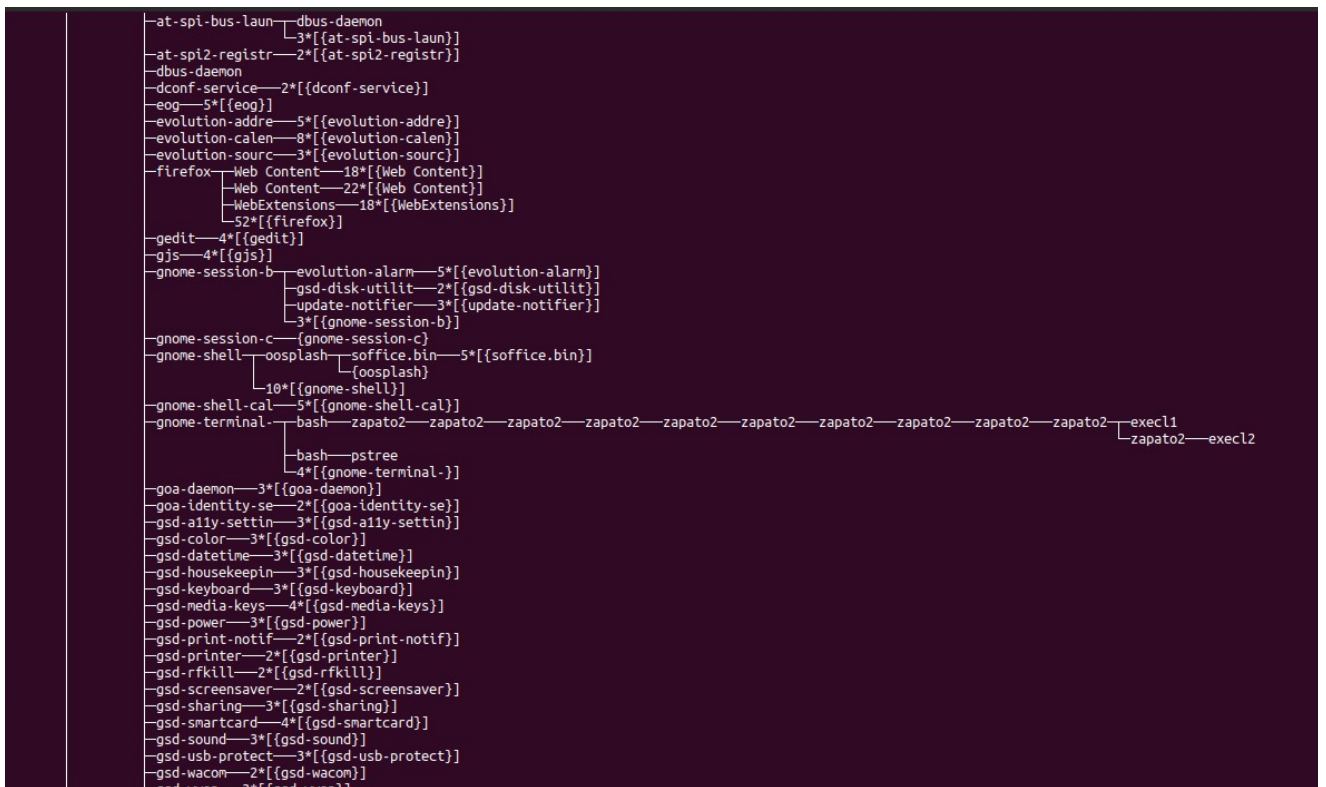 ├─at-spi-bus-laun─┬─dbus-daemon
│                 └─3*[{at-spi-bus-laun}]
├─at-spi2-registr───2*[{at-spi2-registr}]
├─dbus-daemon
├─dconf-service───2*[{dconf-service}]
├─eog───5*[{eog}]
├─evolution-addre───5*[{evolution-addre}]
├─evolution-calen───8*[{evolution-calen}]
├─evolution-sourc───3*[{evolution-sourc}]
├─firefox─┬─Web Content───18*[{Web Content}]
│         ├─Web Content───22*[{Web Content}]
│         ├─WebExtensions───18*[{WebExtensions}]
│         └─52*[{firefox}]
├─gedit───4*[{gedit}]
├─gjs───4*[{gjs}]
├─gnome-session-b─┬─evolution-alarm───5*[{evolution-alarm}]
│                 ├─gsd-disk-utilit───2*[{gsd-disk-utilit}]
│                 ├─update-notifier───3*[{update-notifier}]
│                 └─3*[{gnome-session-b}]
├─gnome-session-c───{gnome-session-c}
├─gnome-shell─┬─oosplash─┬─soffice.bin───5*[{soffice.bin}]
│             │          └─{oosplash}
│             └─10*[{gnome-shell}]
├─gnome-shell-cal───5*[{gnome-shell-cal}]
├─gnome-terminal-─┬─bash───zapato2───zapato2───zapato2───zapato2───zapato2───zapato2───zapato2───zapato2───zapato2───zapato2─┬─execl1
│                 │                                                                                                          └─zapato2───execl2
│                 ├─bash───pstree
│                 └─4*[{gnome-terminal-}]
├─goa-daemon───3*[{goa-daemon}]
├─goa-identity-se───2*[{goa-identity-se}]
├─gsd-a11y-settin───3*[{gsd-a11y-settin}]
├─gsd-color───3*[{gsd-color}]
├─gsd-datetime───3*[{gsd-datetime}]
├─gsd-housekeepin───3*[{gsd-housekeepin}]
├─gsd-keyboard───3*[{gsd-keyboard}]
├─gsd-media-keys───4*[{gsd-media-keys}]
├─gsd-power───3*[{gsd-power}]
├─gsd-print-notif───2*[{gsd-print-notif}]
├─gsd-printer───2*[{gsd-printer}]
├─gsd-rfkill───2*[{gsd-rfkill}]
├─gsd-screensaver───2*[{gsd-screensaver}]
├─gsd-sharing───3*[{gsd-sharing}]
├─gsd-smartcard───4*[{gsd-smartcard}]
├─gsd-sound───3*[{gsd-sound}]
├─gsd-usb-protect───3*[{gsd-usb-protect}]
├─gsd-wacom───2*[{gsd-wacom}]